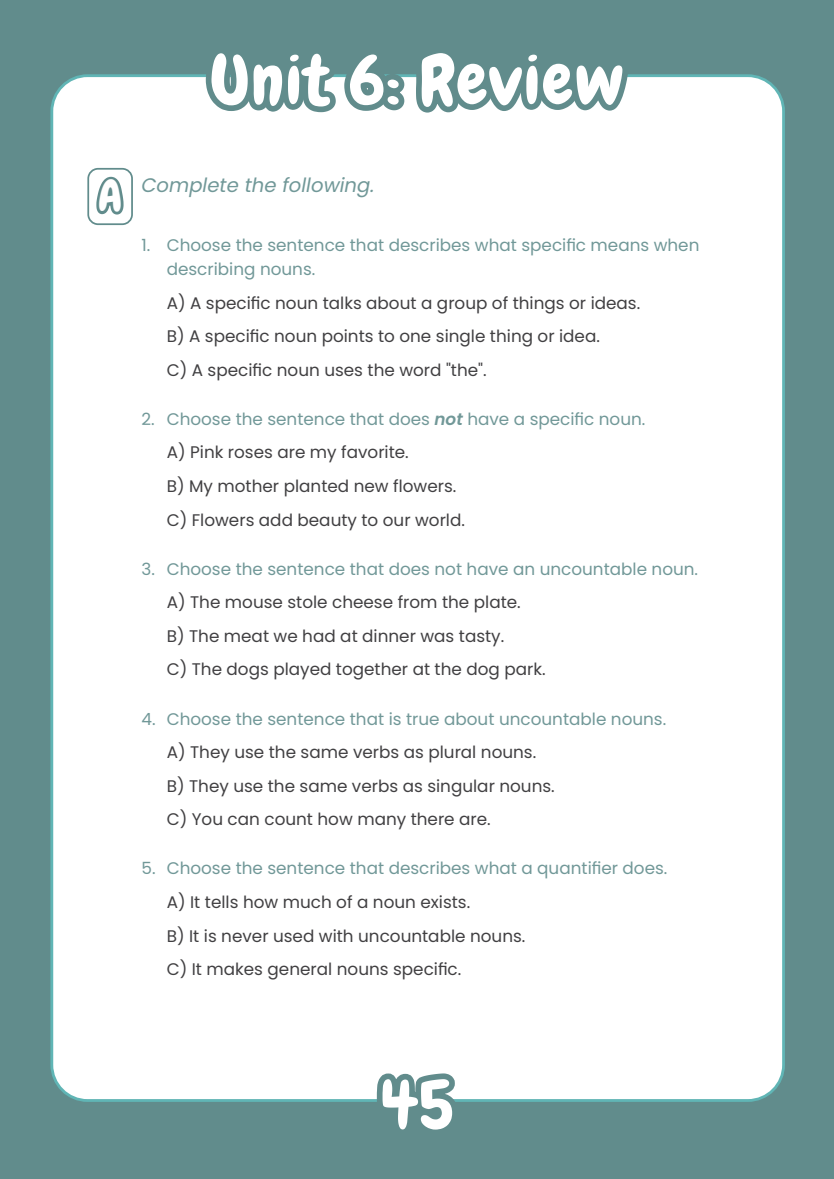 Unit 6: Review
A Complete the following.
1. Choose the sentence that describes what specific means when
describing nouns.
A) A specific noun talks about a group of things or ideas.
B) A specific noun points to one single thing or idea.
C) A specific noun uses the word "the".
2. Choose the sentence that does not have a specific noun.
A) Pink roses are my favorite.
B) My mother planted new flowers.
C) Flowers add beauty to our world.
3. Choose the sentence that does not have an uncountable noun.
A) The mouse stole cheese from the plate.
B) The meat we had at dinner was tasty.
C) The dogs played together at the dog park.
4. Choose the sentence that is true about uncountable nouns.
A) They use the same verbs as plural nouns.
B) They use the same verbs as singular nouns.
C) You can count how many there are.
5. Choose the sentence that describes what a quantifier does.
A) It tells how much of a noun exists.
B) It is never used with uncountable nouns.
C) It makes general nouns specific.
45